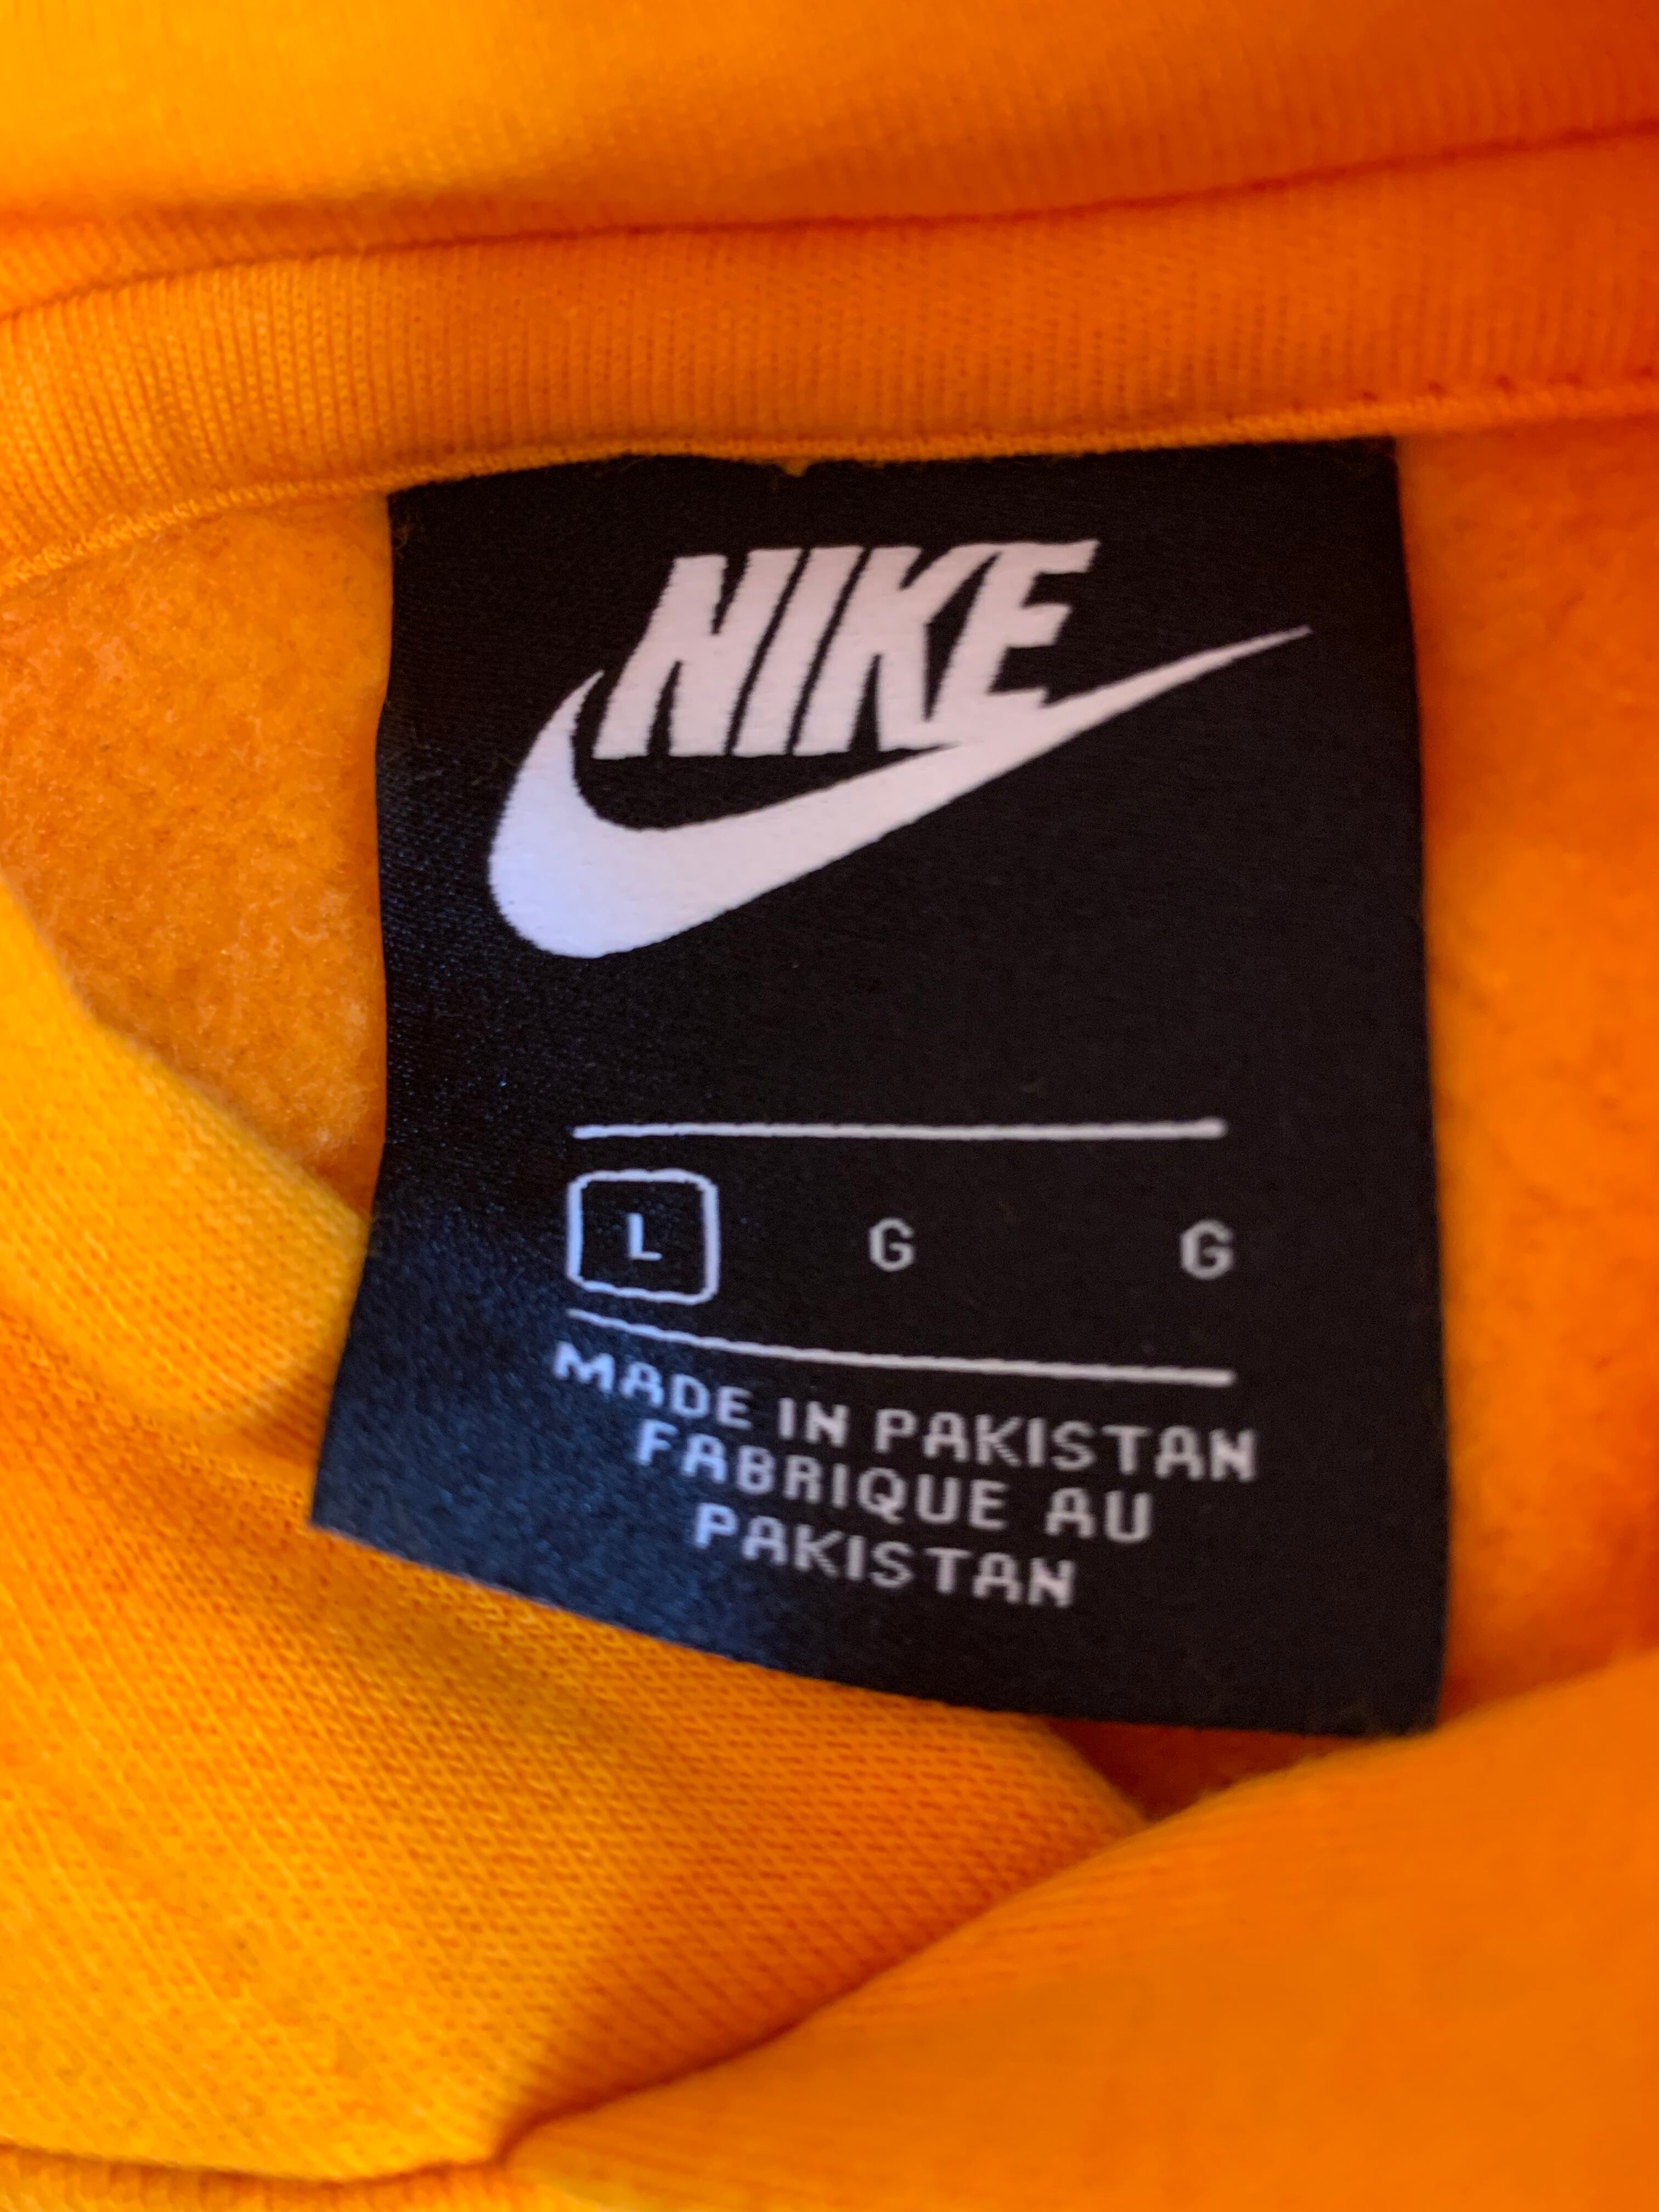 NIKE
L G G
MADE IN PAKISTAN
FABRIQUE AU
PAKISTAN